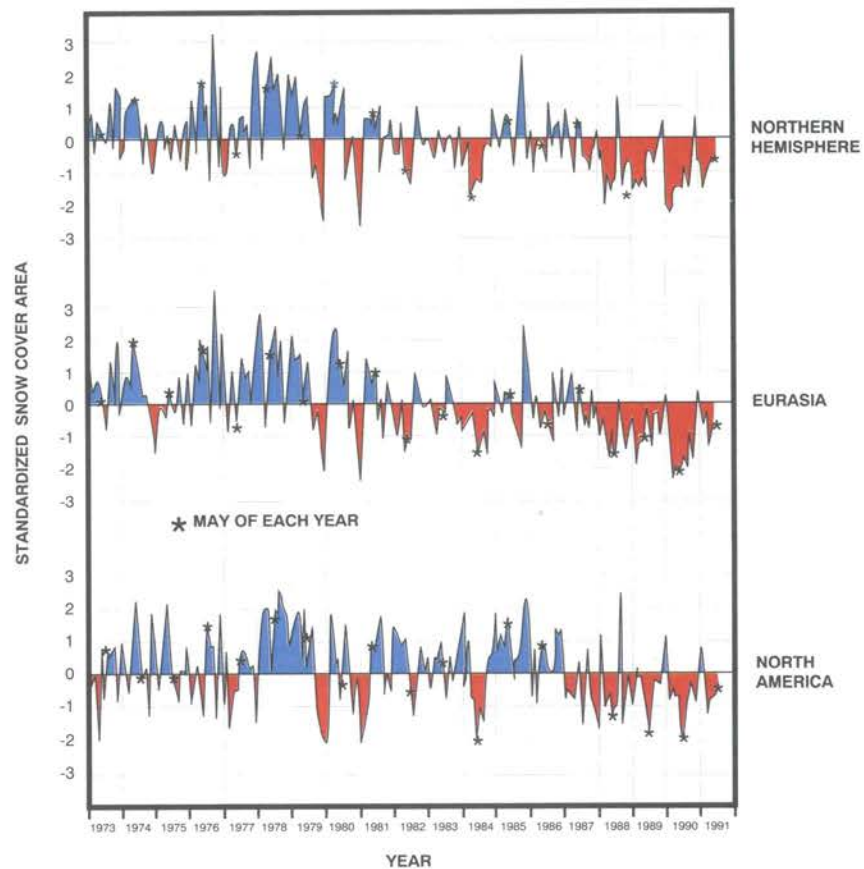 3
2
1
0
-1
-2
-3
NORTHERN
HEMISPHERE
3
2
1
0
-1
-2
-3
EURASIA
STANDARDIZED SNOW COVER AREA
* MAY OF EACH YEAR
3
2
1
0
-1
-2
-3
NORTH
AMERICA
1973 1974 1975 1976 1977 1978 1979 1980 1981 1982 1983 1984 1985 1986 1987 1988 1989 1990 1991
YEAR